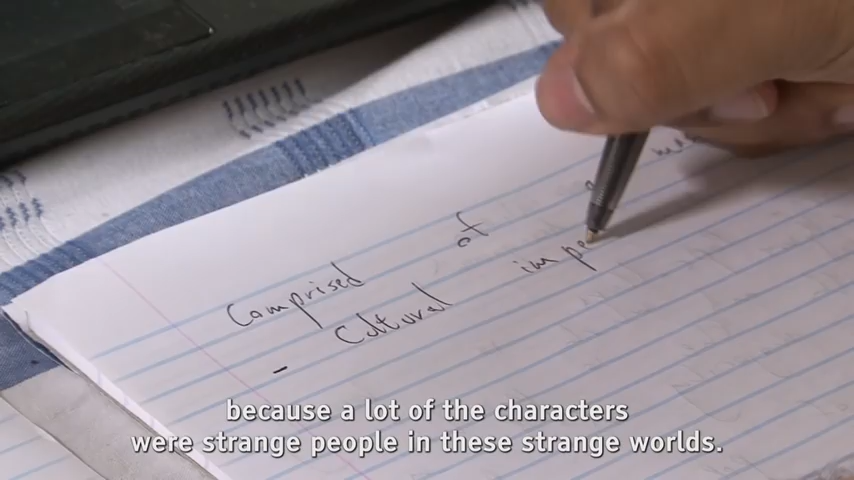 Comprised of
- Cultural impe
because a lot of the characters
were strange people in these strange worlds.